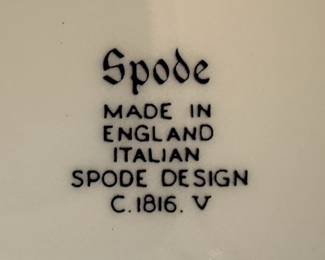 Spode
MADE IN
ENGLAND
ITALIAN
SPODE DESIGN
C.1816. V